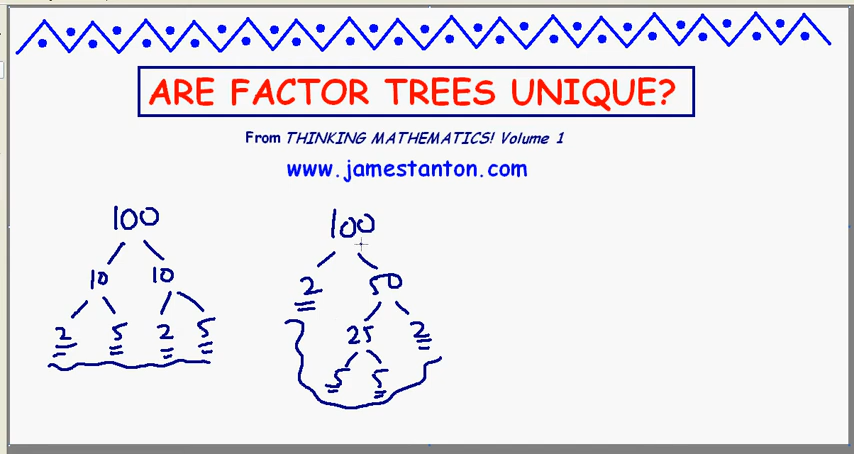 ARE FACTOR TREES UNIQUE?
From THINKING MATHEMATICS! Volume 1
www.jamestanton.com
100
10 10
2 5 2 5
100
2 50
25 2
5 5